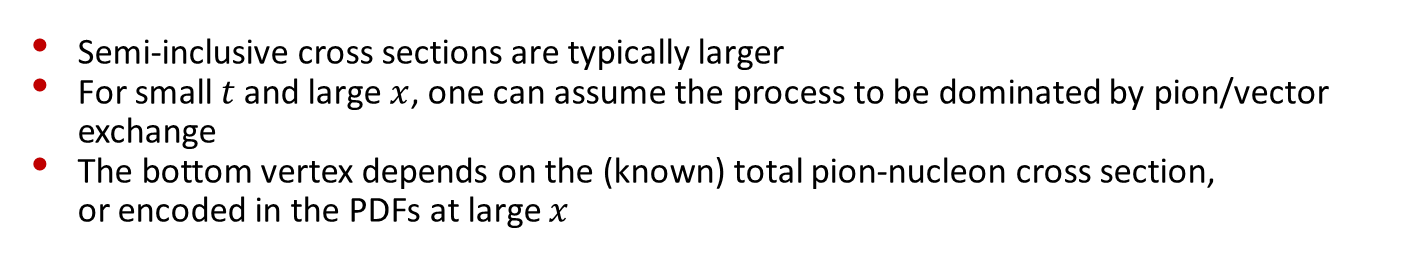 • Semi-inclusive cross sections are typically larger
• For small t and large x, one can assume the process to be dominated by pion/vector
exchange
• The bottom vertex depends on the (known) total pion-nucleon cross section,
or encoded in the PDFs at large x